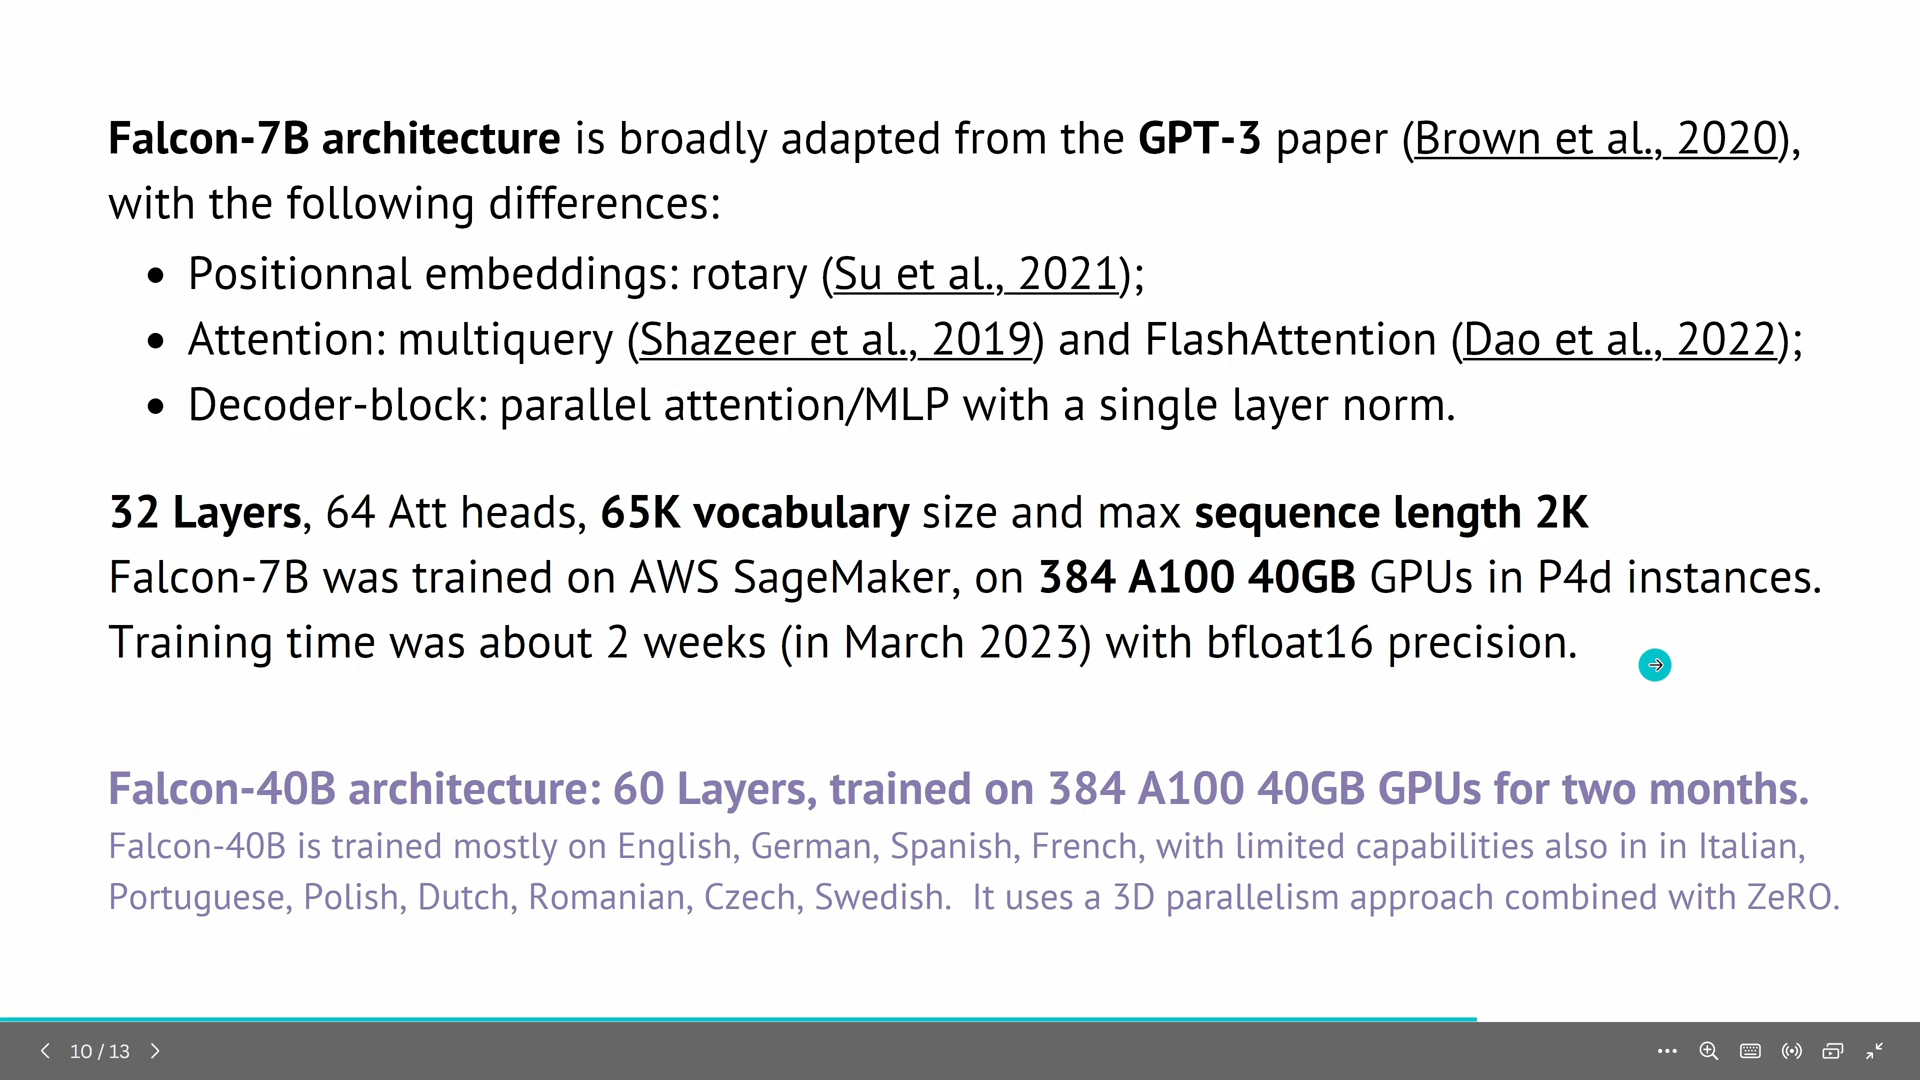 Falcon-7B architecture is broadly adapted from the GPT-3 paper (Brown et al., 2020),
with the following differences:
• Positionnal embeddings: rotary (Su et al., 2021);
• Attention: multiquery (Shazeer et al., 2019) and FlashAttention (Dao et al., 2022);
• Decoder-block: parallel attention/MLP with a single layer norm.
32 Layers, 64 Att heads, 65K vocabulary size and max sequence length 2K
Falcon-7B was trained on AWS SageMaker, on 384 A100 40GB GPUs in P4d instances.
Training time was about 2 weeks (in March 2023) with bfloat16 precision.
Falcon-40B architecture: 60 Layers, trained on 384 A100 40GB GPUs for two months.
Falcon-40B is trained mostly on English, German, Spanish, French, with limited capabilities also in in Italian,
Portuguese, Polish, Dutch, Romanian, Czech, Swedish. It uses a 3D parallelism approach combined with ZeRO.
10 / 13